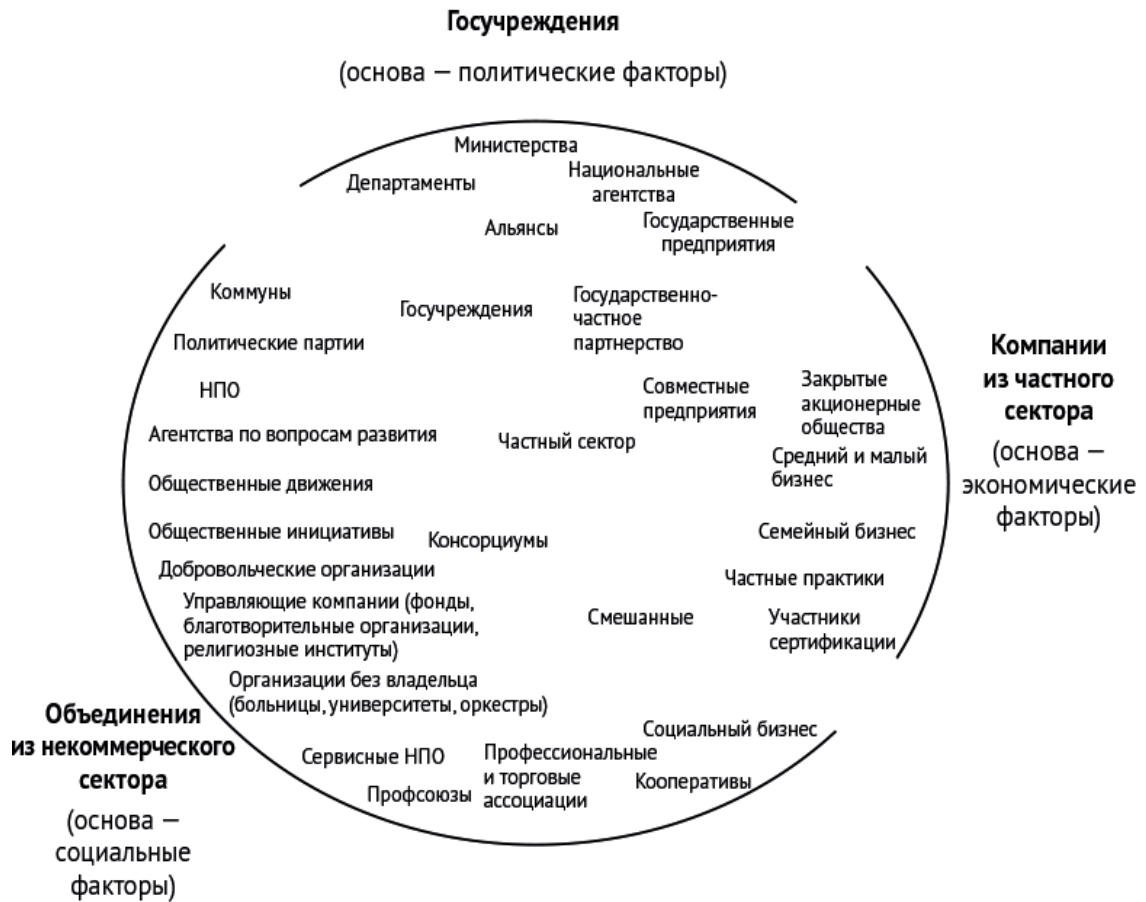 Госучреждения
(основа — политические факторы)
Министерства
Департаменты
Национальные
агентства
Альянсы
Государственные
предприятия
Коммуны
Госучреждения
Государственно-
частное
партнерство
Политические партии
НПО
Совместные
предприятия
Закрытые
акционерные
общества
Компании
из частного
сектора
(основа —
экономические
факторы)
Агентства по вопросам развития
Частный сектор
Средний и малый
бизнес
Общественные движения
Общественные инициативы
Консорциумы
Семейный бизнес
Добровольческие организации
Частные практики
Управляющие компании (фонды,
благотворительные организации,
религиозные институты)
Смешанные
Участники
сертификации
Организации без владельца
(больницы, университеты, оркестры)
Объединения
из некоммерческого
сектора
(основа —
социальные
факторы)
Социальный бизнес
Сервисные НПО
Профессиональные
и торговые
ассоциации
Кооперативы
Профсоюзы